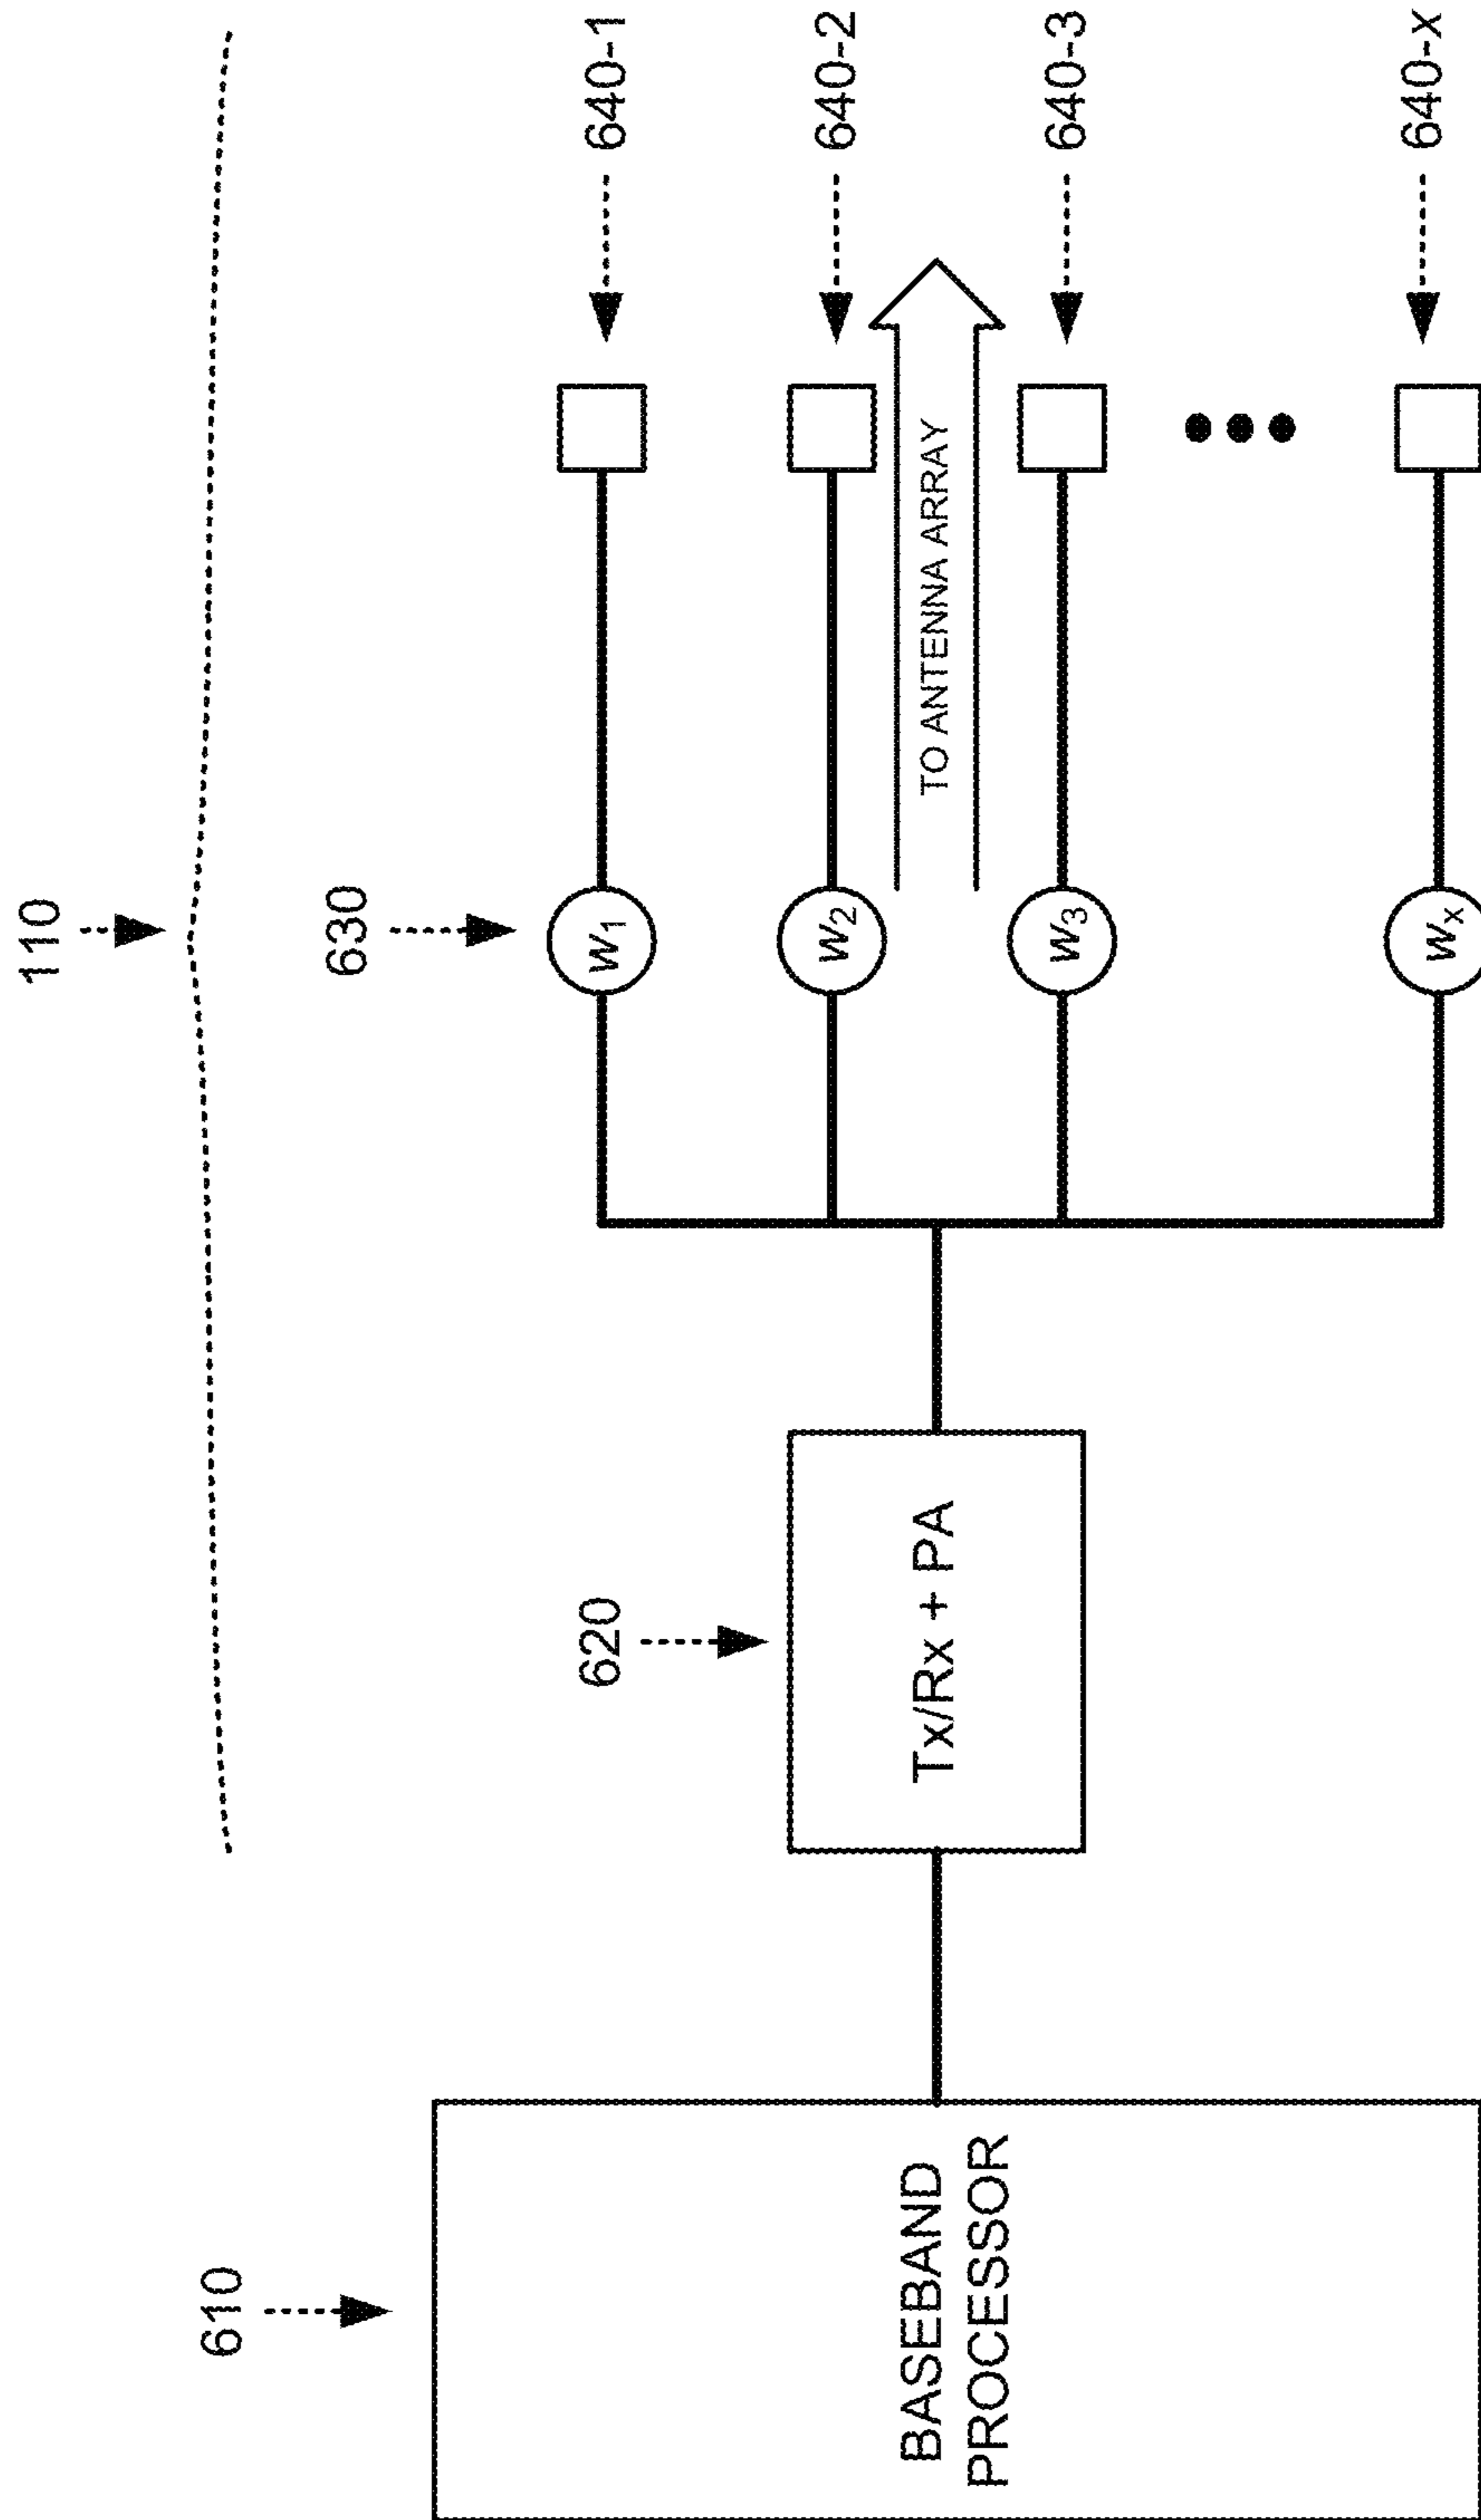 110
610
620
630
BASEBAND
PROCESSOR
Tx/Rx + PA
w1
w2
w3
wx
TO ANTENNA ARRAY
640-1
640-2
640-3
640-x